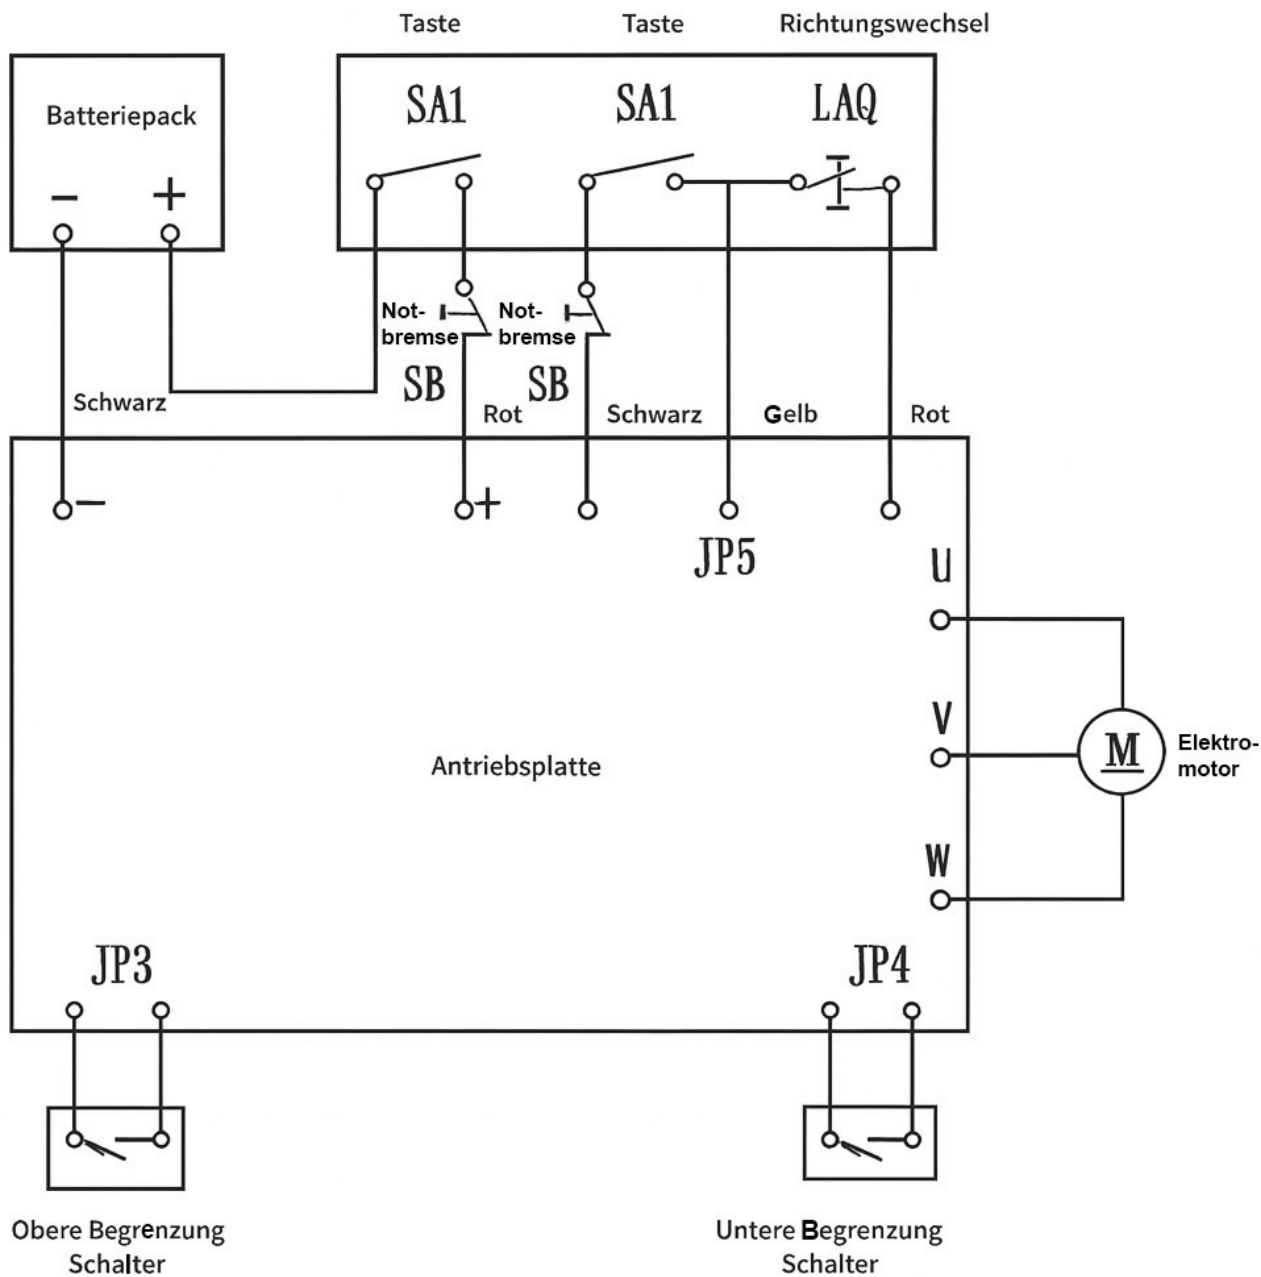 Taste
Taste
Richtungswechsel
Batteriepack
SA1
SA1
LAQ
−
+
Not-
bremse
Not-
bremse
SB
SB
Schwarz
Rot
Schwarz
Gelb
Rot
−
+
JP5
U
V
M
Elektro-
motor
Antriebsplatte
W
JP3
JP4
Obere Begrenzung
Schalter
Untere Begrenzung
Schalter